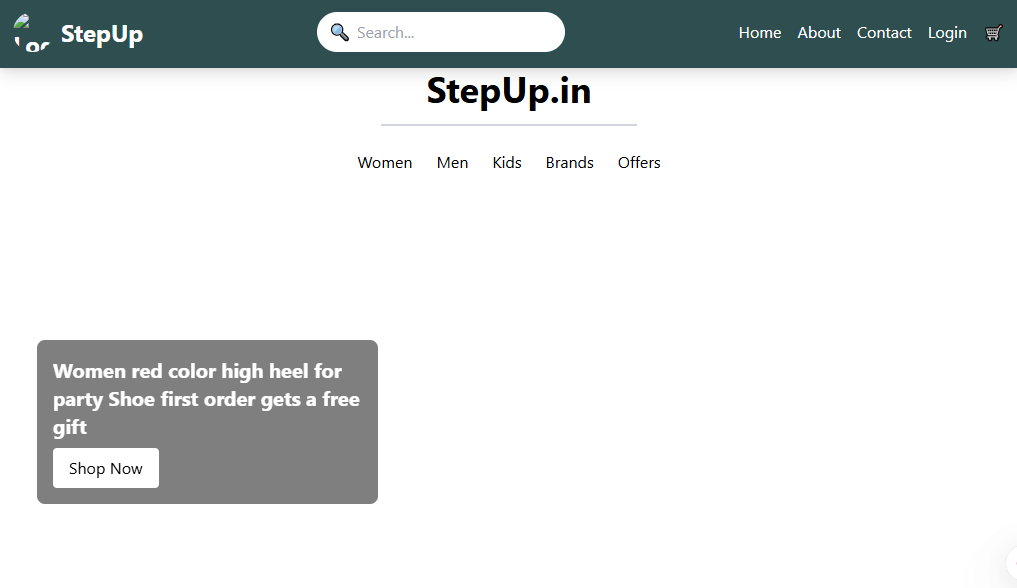 StepUp
Search...
Home About Contact Login
StepUp.in
Women Men Kids Brands Offers
Women red color high heel for
party Shoe first order gets a free
gift
Shop Now